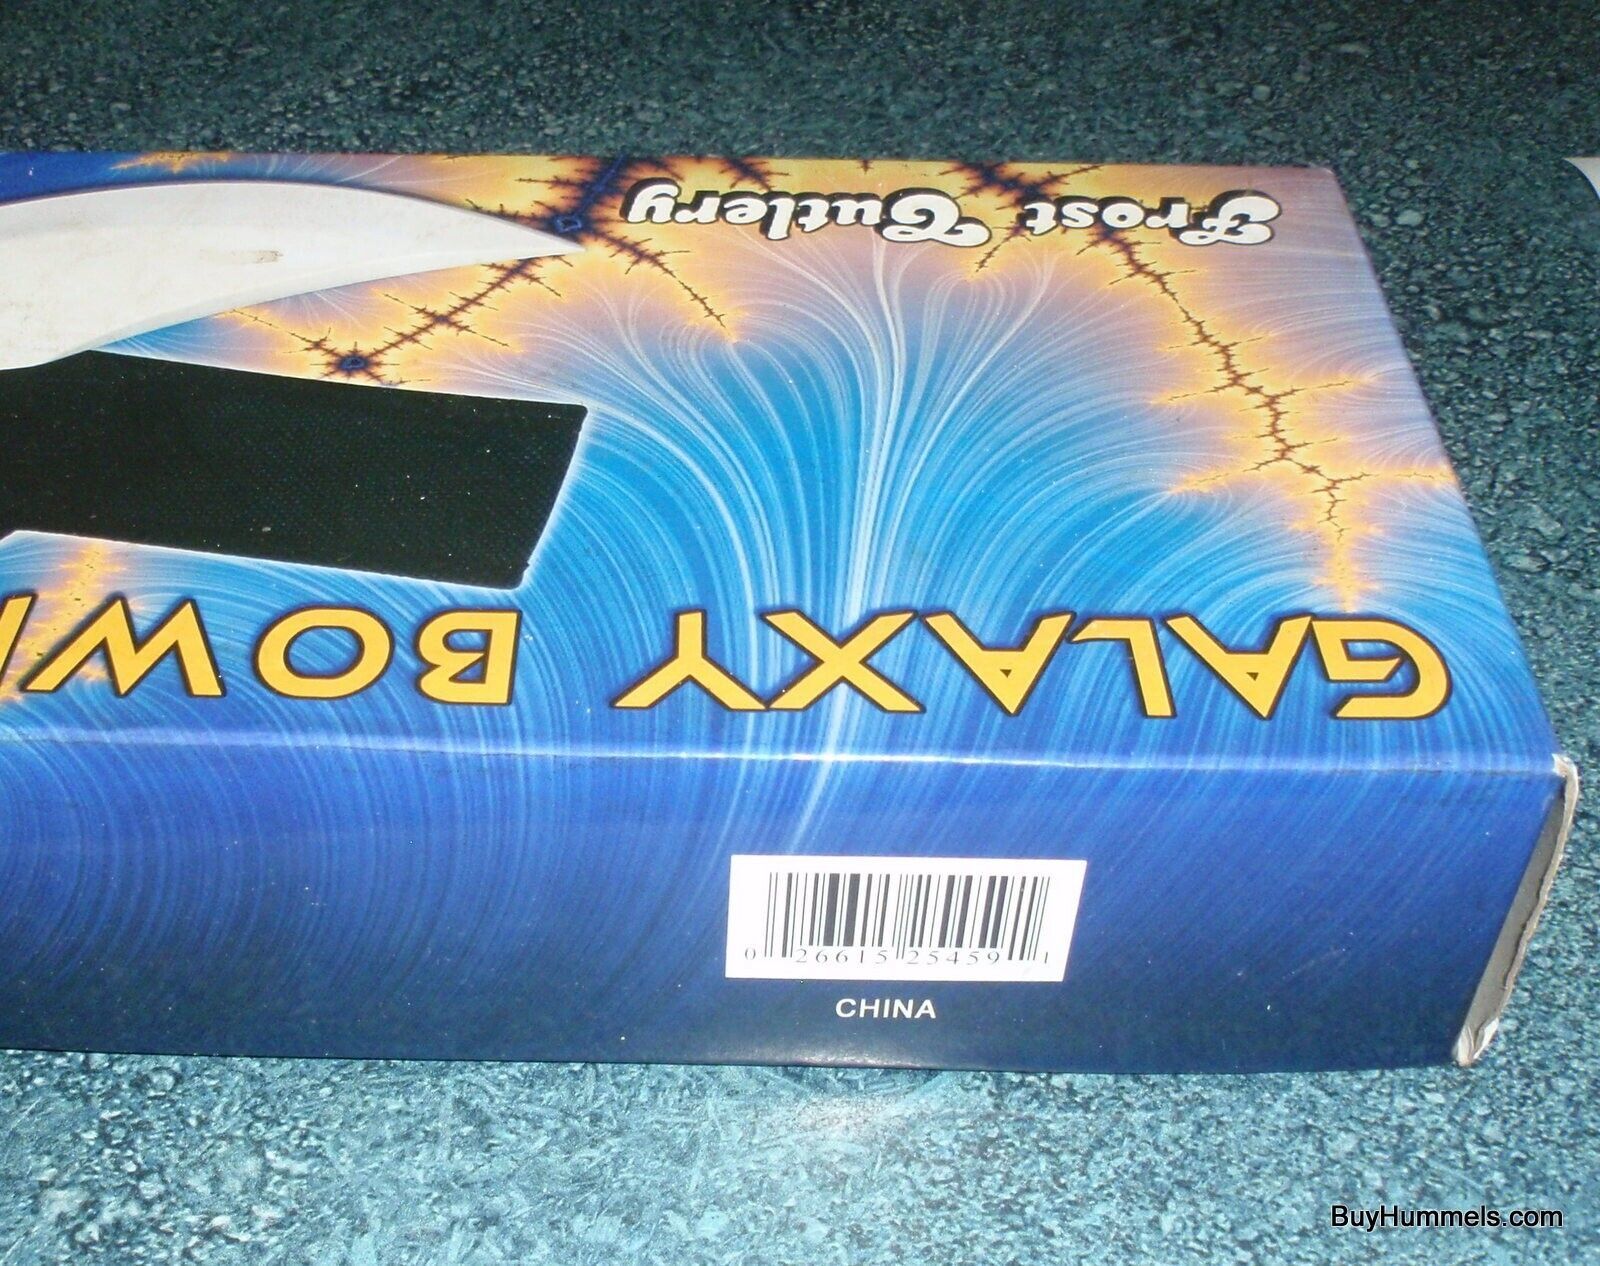 Frost Cutlery
GALAXY BOW
0 26615 25459 1
CHINA
BuyHummels.com